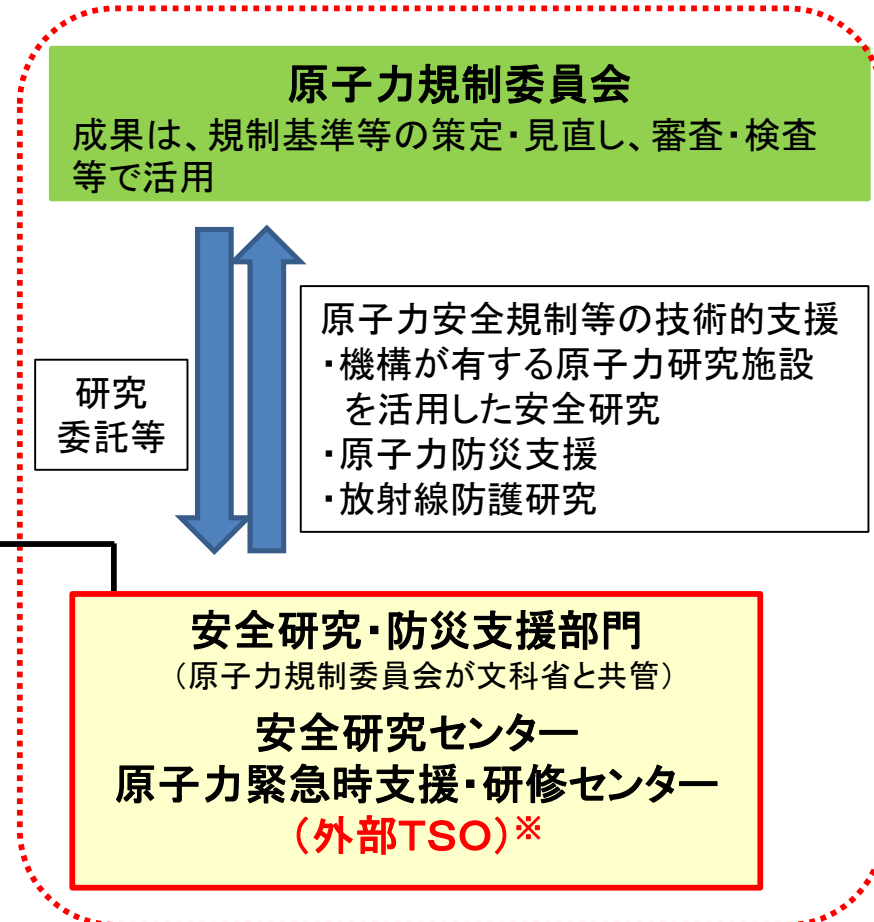 原子力規制委員会
成果は、規制基準等の策定・見直し、審査・検査
等で活用
研究
委託等
原子力安全規制等の技術的支援
・機構が有する原子力研究施設
を活用した安全研究
・原子力防災支援
・放射線防護研究
安全研究・防災支援部門
（原子力規制委員会が文科省と共管）
安全研究センター
原子力緊急時支援・研修センター
（外部TSO）※